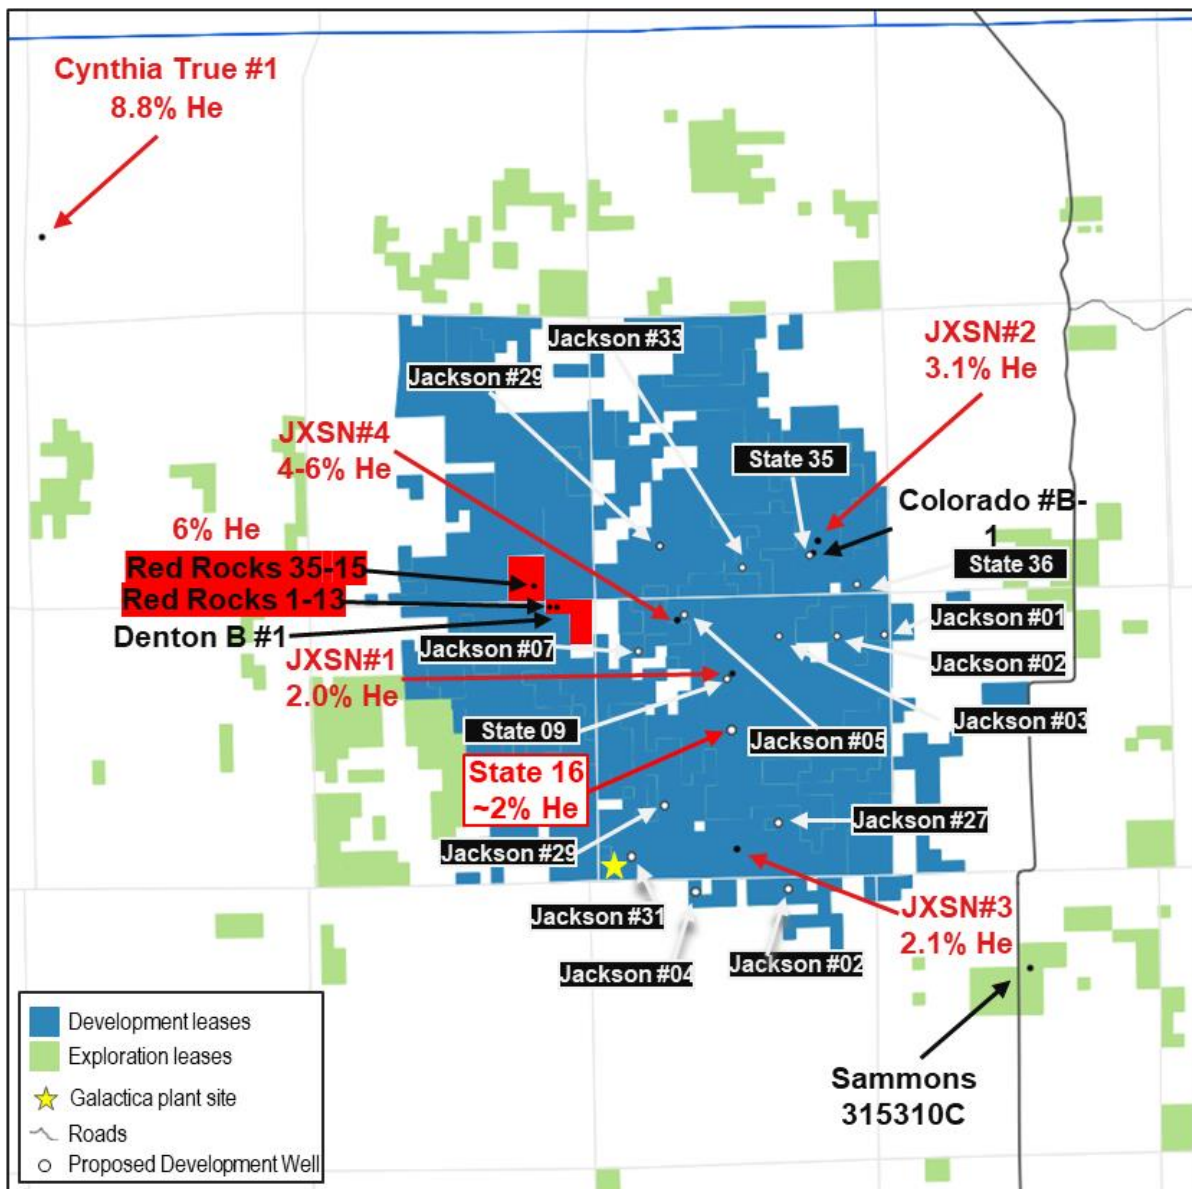 Cynthia True #1
8.8% He
Jackson #33
JXSN#2
3.1% He
Jackson #29
JXSN#4
4-6% He
State 35
Colorado #B-
1
6% He
Red Rocks 35-15
State 36
Red Rocks 1-13
Jackson #01
Denton B #1
Jackson #07
Jackson #02
JXSN#1
2.0% He
Jackson #03
State 09
Jackson #05
State 16
~2% He
Jackson #27
Jackson #29
JXSN#3
2.1% He
Jackson #31
Jackson #04
Jackson #02
Sammons
315310C
Development leases
Exploration leases
Galactica plant site
Roads
Proposed Development Well